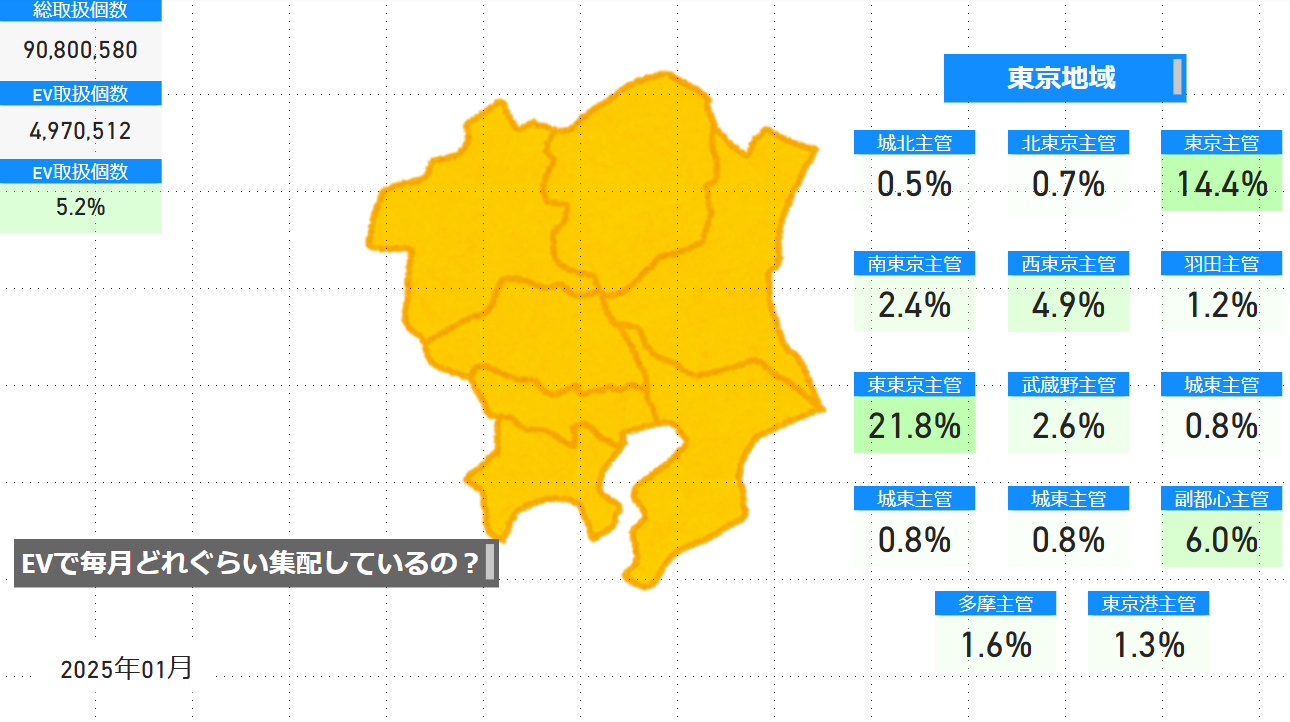 総取扱個数
90,800,580
EV取扱個数
4,970,512
EV取扱個数
5.2%
東京地域
城北主管
北東京主管
東京主管
0.5%
0.7%
14.4%
南東京主管
西東京主管
羽田主管
2.4%
4.9%
1.2%
東東京主管
武蔵野主管
城東主管
21.8%
2.6%
0.8%
城東主管
城東主管
副都心主管
0.8%
0.8%
6.0%
多摩主管
東京港主管
1.6%
1.3%
EVで毎月どれぐらい集配しているの？
2025年01月